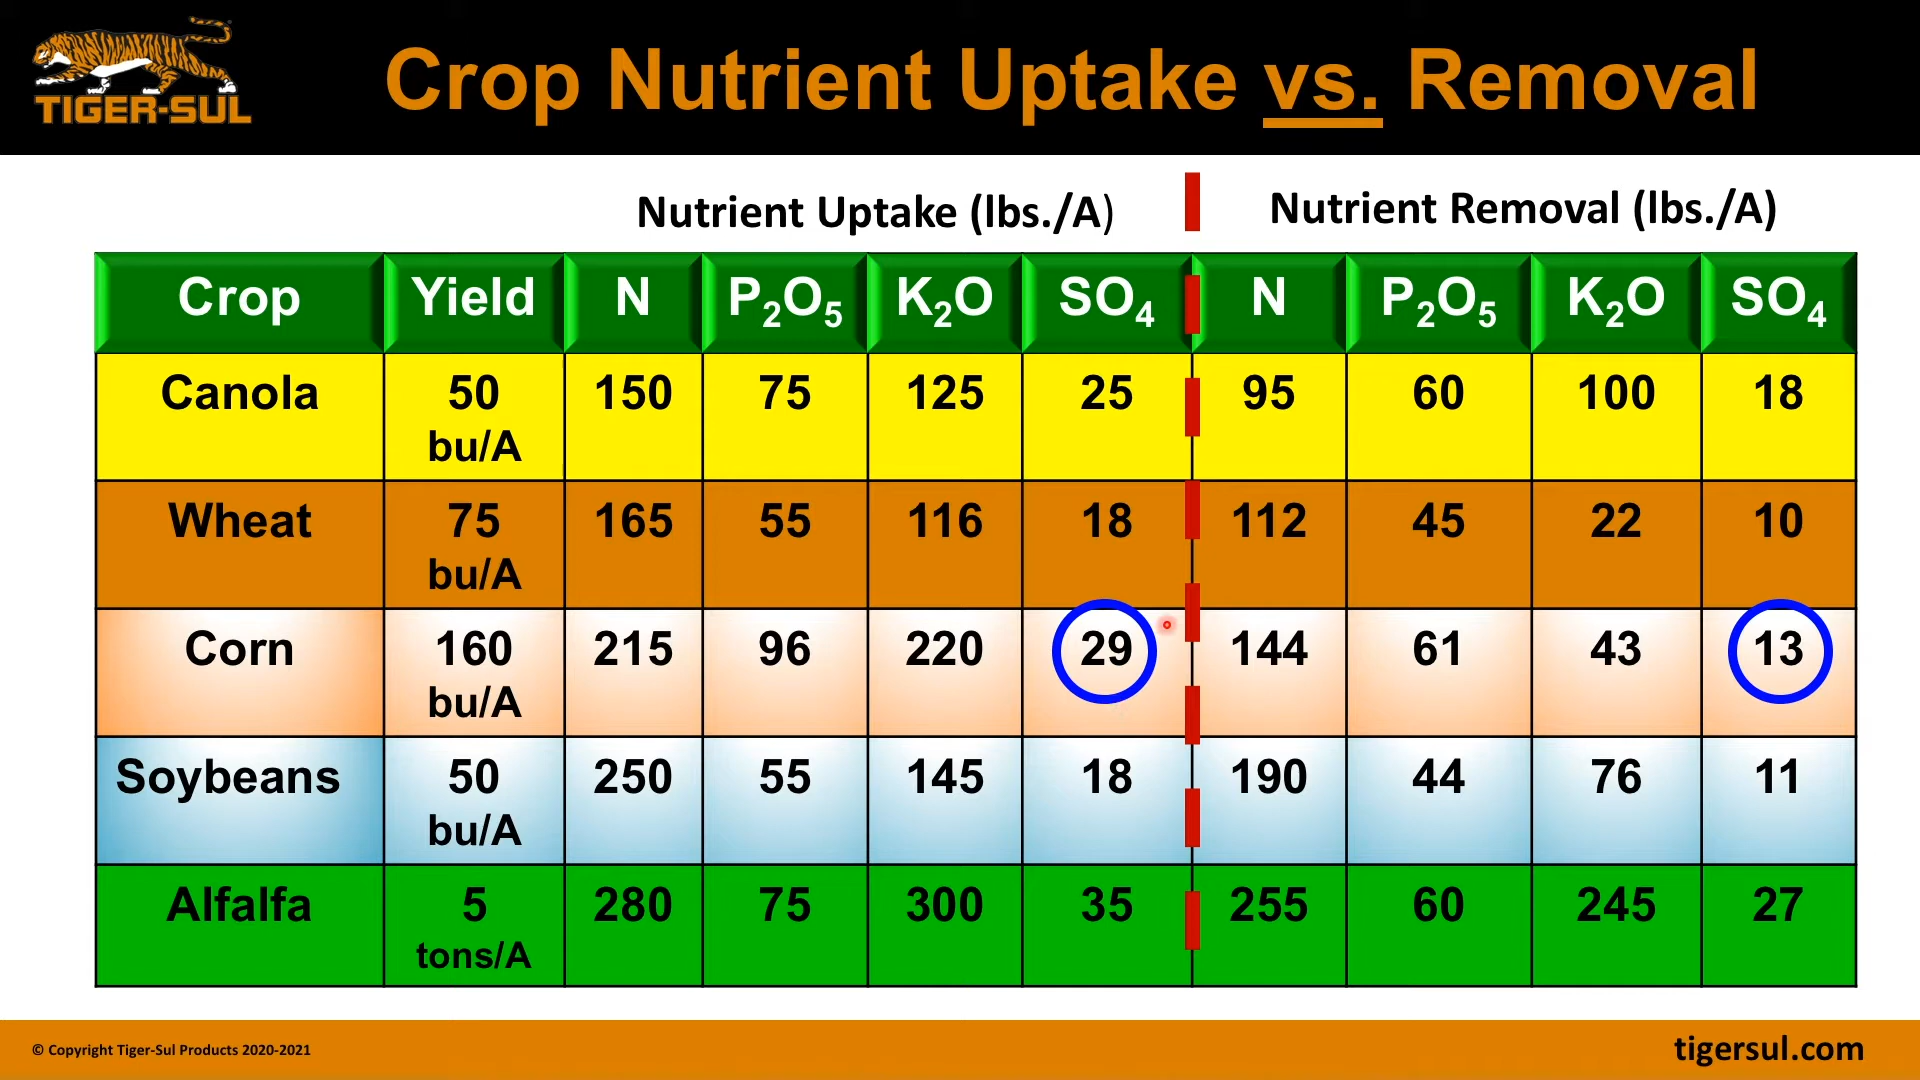 TIGER-SUL
Crop Nutrient Uptake vs. Removal
Nutrient Uptake (lbs./A) Nutrient Removal (lbs./A)
Crop Yield N P₂O₅ K₂O SO₄ N P₂O₅ K₂O SO₄
Canola 50 bu/A 150 75 125 25 95 60 100 18
Wheat 75 bu/A 165 55 116 18 112 45 22 10
Corn 160 bu/A 215 96 220 29 144 61 43 13
Soybeans 50 bu/A 250 55 145 18 190 44 76 11
Alfalfa 5 tons/A 280 75 300 35 255 60 245 27
© Copyright Tiger-Sul Products 2020-2021
tigersul.com